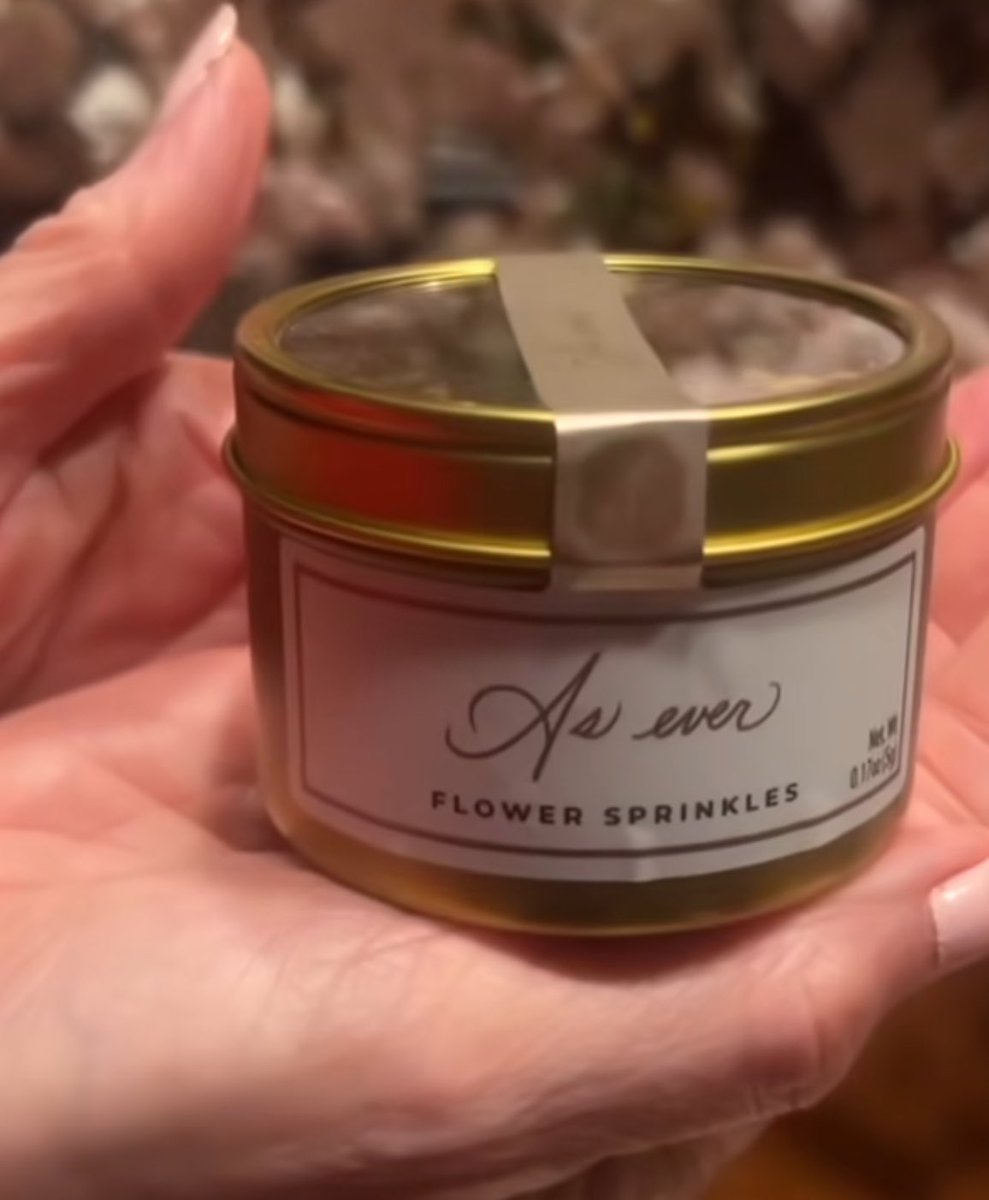 As ever
FLOWER SPRINKLES
Net. Wt
0.17oz (5g)